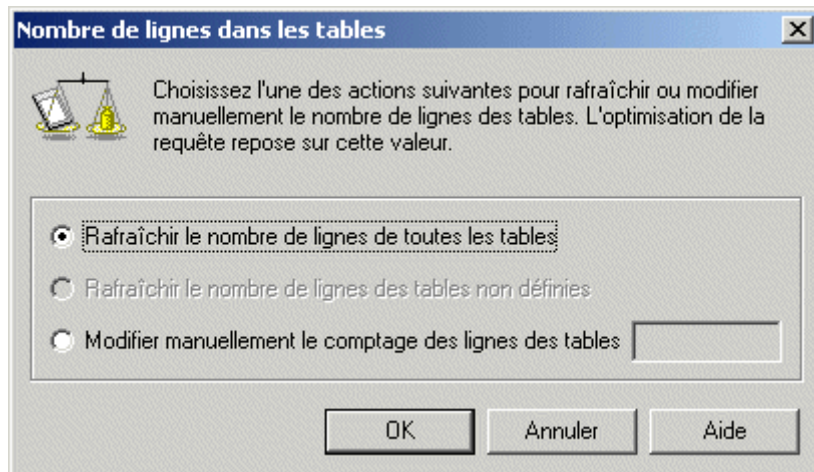 Nombre de lignes dans les tables
Choisissez l'une des actions suivantes pour rafraîchir ou modifier
manuellement le nombre de lignes des tables. L'optimisation de la
requête repose sur cette valeur.
Rafraîchir le nombre de lignes de toutes les tables
Rafraîchir le nombre de lignes des tables non définies
Modifier manuellement le comptage des lignes des tables
OK Annuler Aide